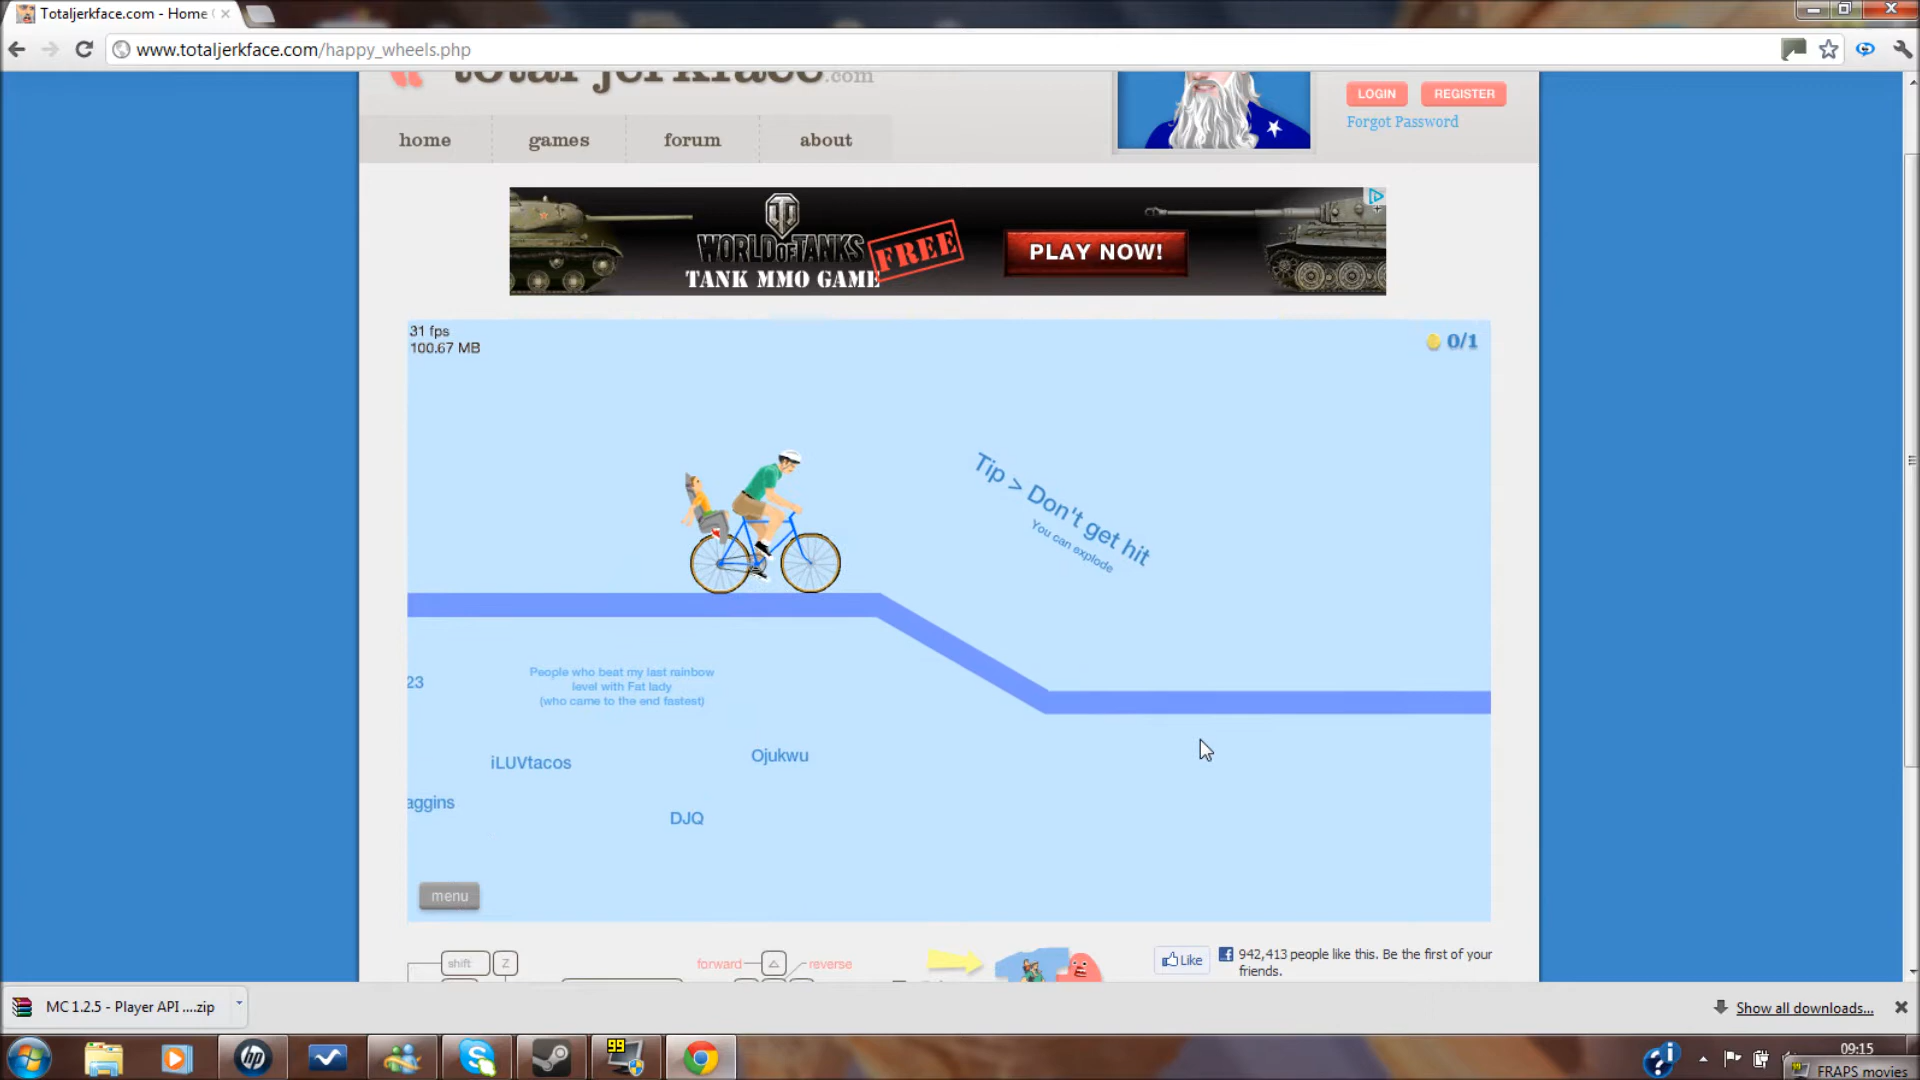 Totaljerkface.com - Home
www.totaljerkface.com/happy_wheels.php
total jerkface.com
LOGIN REGISTER
Forgot Password
home games forum about
WORLD OF TANKS
FREE
TANK MMO GAME
PLAY NOW!
31 fps
100.67 MB
0/1
Tip > Don't get hit
You can explode
People who beat my last rainbow
level with Fat lady
(who came to the end fastest)
23
iLUVtacos
Ojukwu
aggins
DJQ
menu
shift Z
forward reverse
Like
942,413 people like this. Be the first of your
friends.
MC 1.2.5 - Player API ....zip
Show all downloads...
hp
99
09:15
FRAPS movies